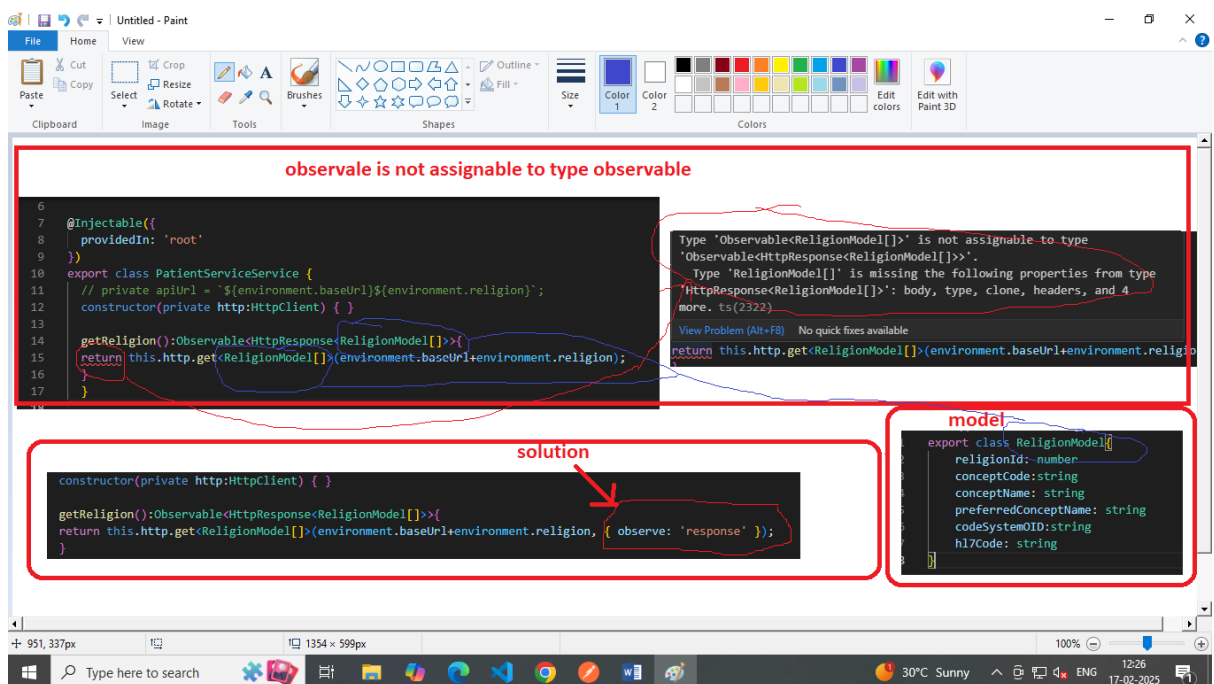 Untitled - Paint
File Home View
Paste
Cut
Copy
Clipboard
Select
Crop
Resize
Rotate
Image
Tools
Brushes
Shapes
Outline
Fill
Size
Color 1
Color 2
Colors
Edit colors
Edit with Paint 3D
observale is not assignable to type observable
6
7 @Injectable({
8 providedIn: 'root'
9 })
10 export class PatientServiceService {
11 // private apiUrl = `${environment.baseUrl}${environment.religion}`;
12 constructor(private http:HttpClient) { }
13
14 getReligion():Observable<HttpResponse<ReligionModel[]>>{
15 return this.http.get<ReligionModel[]>(environment.baseUrl+environment.religion);
16 }
17 }
18
Type 'Observable<ReligionModel[]>' is not assignable to type
'Observable<HttpResponse<ReligionModel[]>>'.
Type 'ReligionModel[]' is missing the following properties from type
'HttpResponse<ReligionModel[]>': body, type, clone, headers, and 4
more. ts(2322)
View Problem (Alt+F8) No quick fixes available
return this.http.get<ReligionModel[]>(environment.baseUrl+environment.religio
solution
constructor(private http:HttpClient) { }
getReligion():Observable<HttpResponse<ReligionModel[]>>{
return this.http.get<ReligionModel[]>(environment.baseUrl+environment.religion, { observe: 'response' });
}
model
export class ReligionModel{
religionId: number
conceptCode:string
conceptName: string
preferredConceptName: string
codeSystemOID:string
hl7Code: string
8 }
951, 337px
1354 × 599px
100%
Type here to search
30°C Sunny
ENG
12:26
17-02-2025